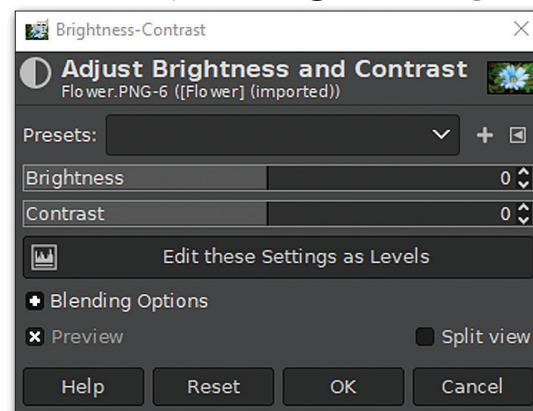 Brightness-Contrast
Adjust Brightness and Contrast
Flower.PNG-6 ([Flower] (imported))
Presets:
Brightness 0
Contrast 0
Edit these Settings as Levels
Blending Options
Preview Split view
Help Reset OK Cancel